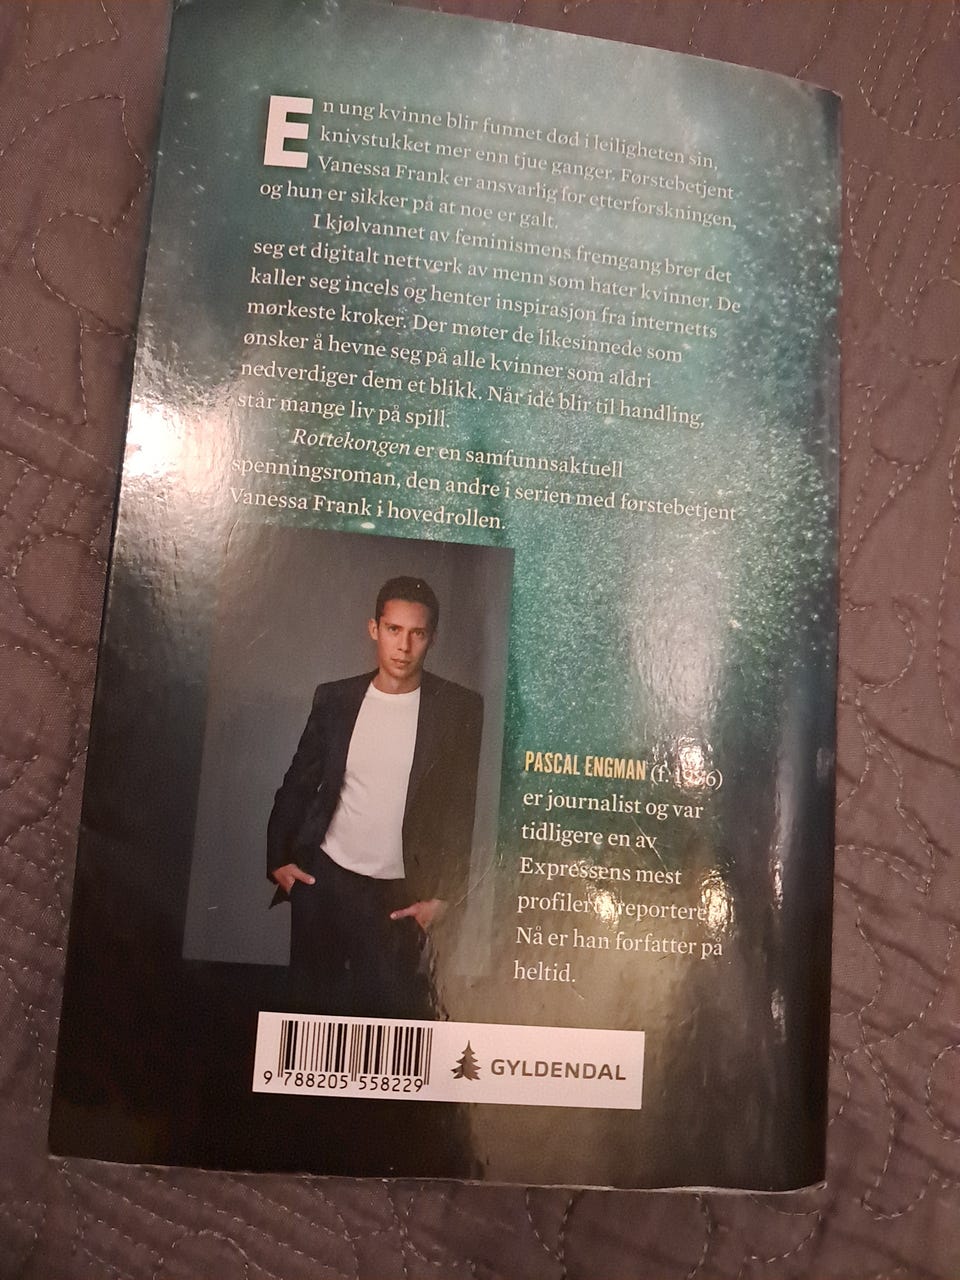 En ung kvinne blir funnet død i leiligheten sin,
knivstukket mer enn tjue ganger. Førstebetjent
Vanessa Frank er ansvarlig for etterforskningen,
og hun er sikker på at noe er galt.
I kjølvannet av feminismens fremgang brer det
seg et digitalt nettverk av menn som hater kvinner. De
kaller seg incels og henter inspirasjon fra internetts
mørkeste kroker. Der møter de likesinnede som
ønsker å hevne seg på alle kvinner som aldri
nedverdiger dem et blikk. Når idé blir til handling,
står mange liv på spill.
Rottekongen er en samfunnsaktuell
spenningsroman, den andre i serien med førstebetjent
Vanessa Frank i hovedrollen.
PASCAL ENGMAN (f. 1986)
er journalist og var
tidligere en av
Expressens mest
reportere.
Nå er han forfatter på
heltid.
9 788205 558229
GYLDENDAL